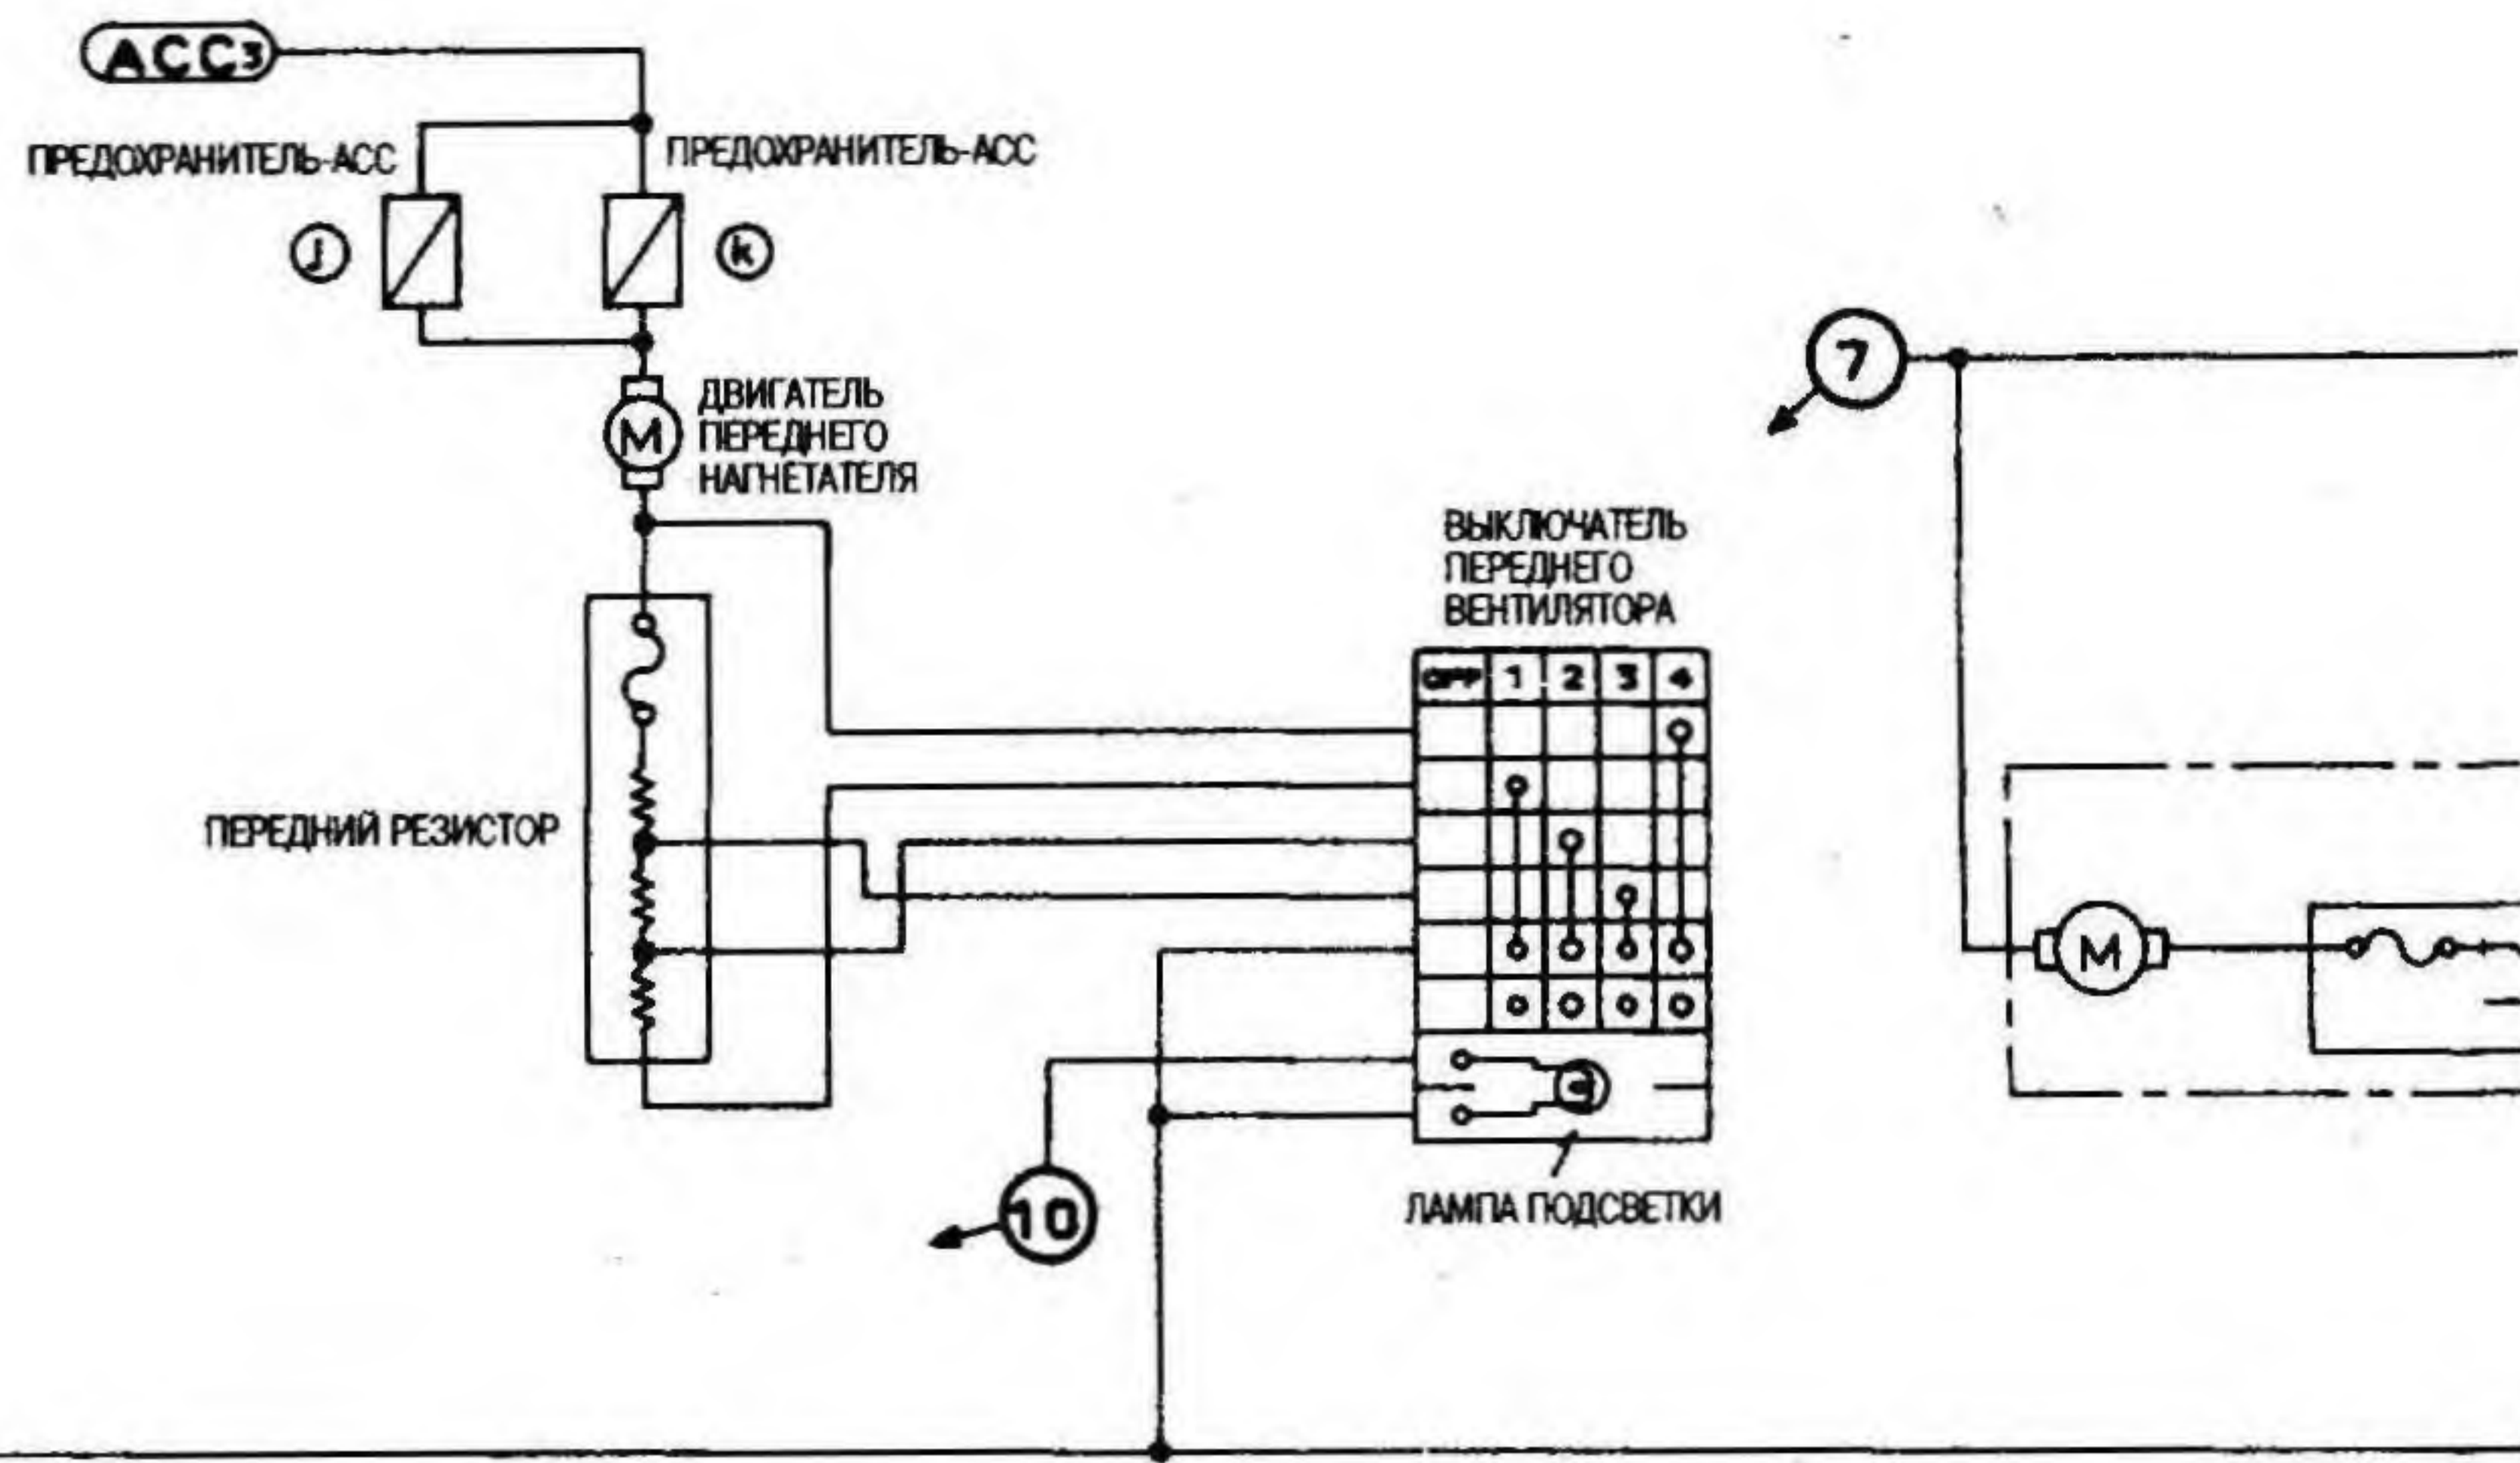 ACC3
ПРЕДОХРАНИТЕЛЬ-АСС
ПРЕДОХРАНИТЕЛЬ-АСС
j
k
ДВИГАТЕЛЬ
ПЕРЕДНЕГО
НАГНЕТАТЕЛЯ
M
7
ВЫКЛЮЧАТЕЛЬ
ПЕРЕДНЕГО
ВЕНТИЛЯТОРА
OFF 1 2 3 4
ПЕРЕДНИЙ РЕЗИСТОР
M
10
ЛАМПА ПОДСВЕТКИ